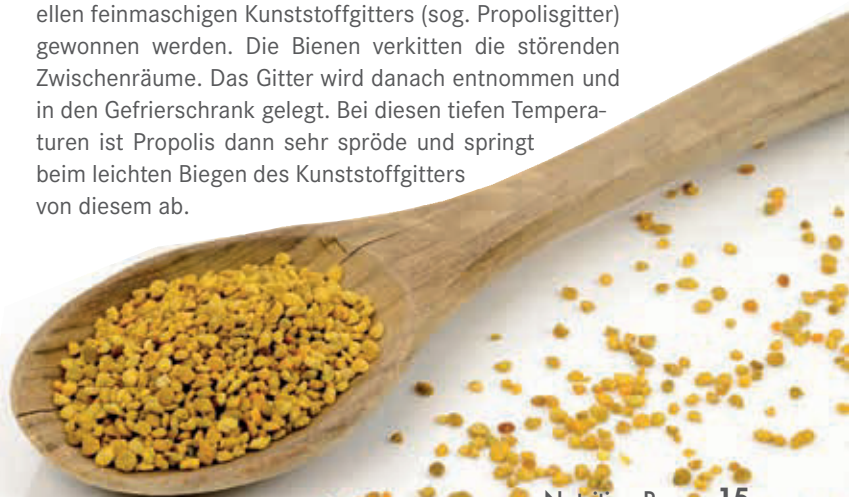 ellen feinmaschigen Kunststoffgitters (sog. Propolisgitter)
gewonnen werden. Die Bienen verkitten die störenden
Zwischenräume. Das Gitter wird danach entnommen und
in den Gefrierschrank gelegt. Bei diesen tiefen Tempera-
turen ist Propolis dann sehr spröde und springt
beim leichten Biegen des Kunststoffgitters
von diesem ab.
15